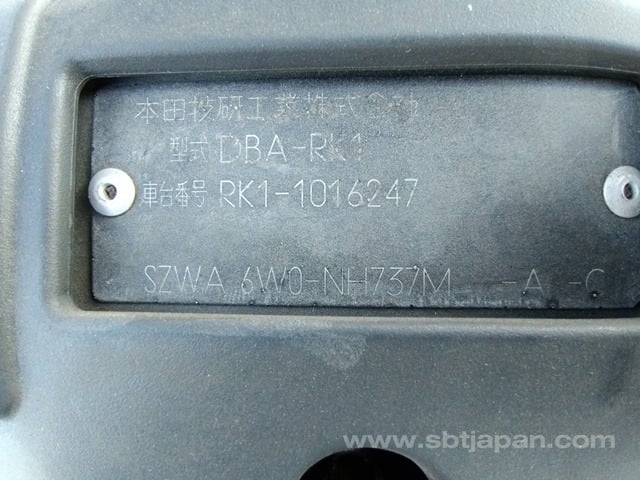 本田技研工業株式会社
型式 DBA-RK1
車台番号 RK1-1016247
SZWA 6W0-NH737M -A -C
www.sbtjapan.com